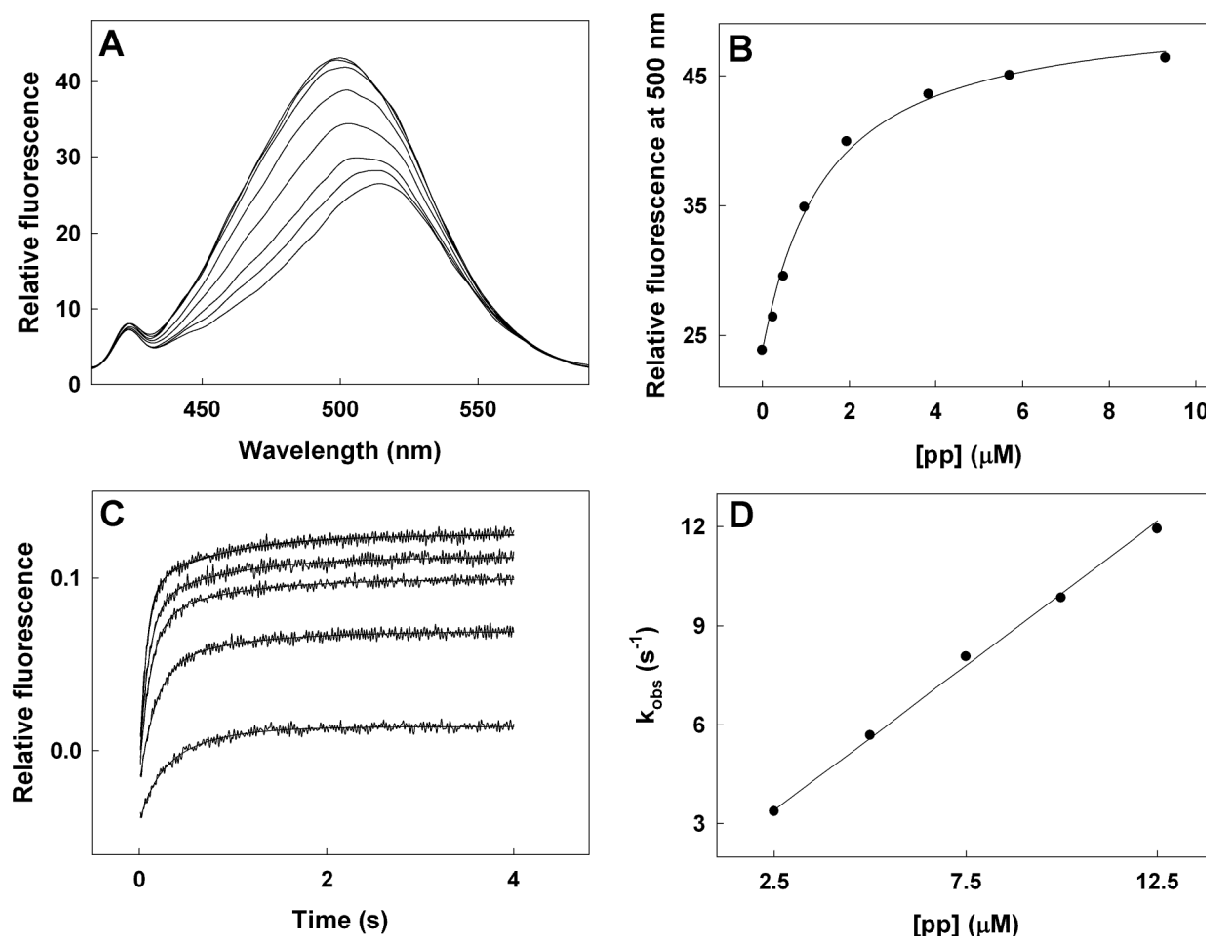 A
Relative fluorescence
40
30
20
10
0
450
500
550
Wavelength (nm)
B
Relative fluorescence at 500 nm
45
35
25
0
2
4
6
8
10
[pp] (μM)
C
Relative fluorescence
0.1
0.0
0
2
4
Time (s)
D
k_obs (s⁻¹)
12
9
6
3
2.5
7.5
12.5
[pp] (μM)